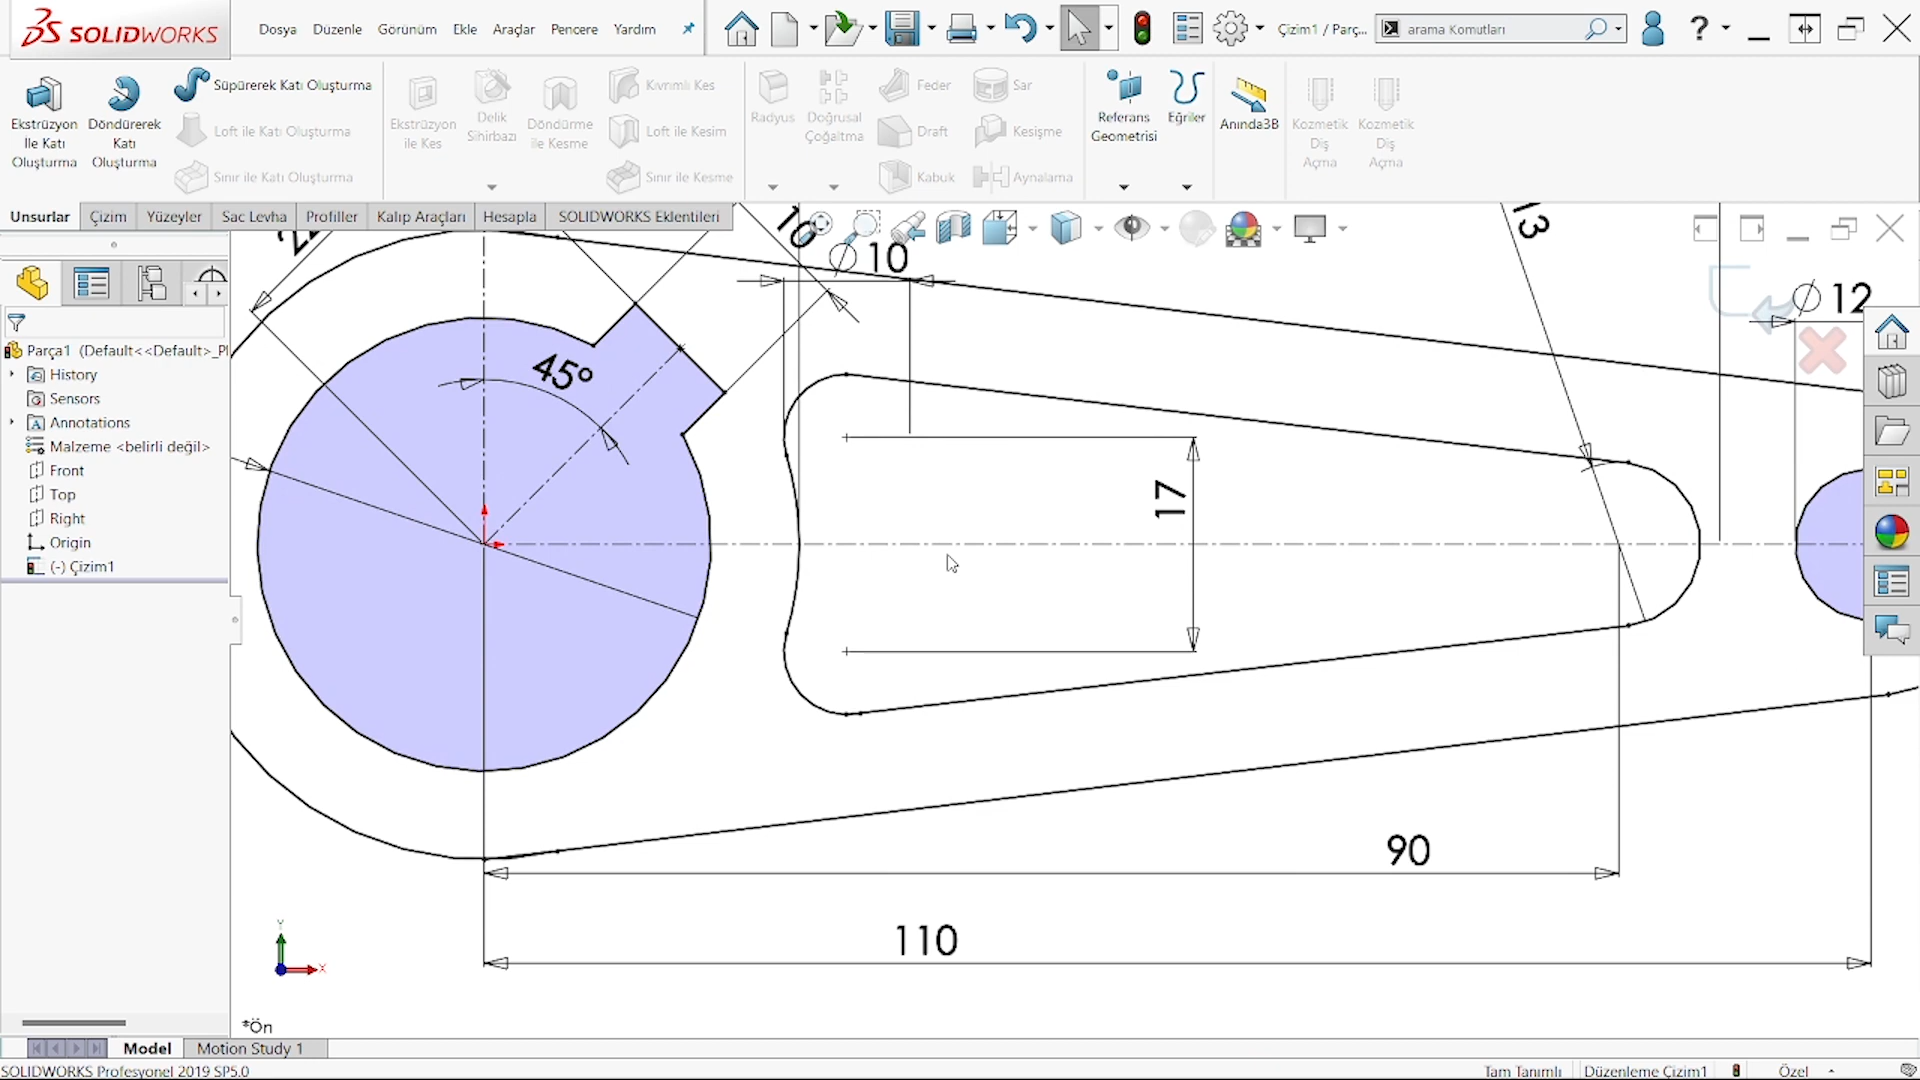 SOLIDWORKS
Dosya Düzenle Görünüm Ekle Araçlar Pencere Yardım
Çizim1 / Parç...
arama Komutları
Ekstrüzyon İle Katı Oluşturma
Döndürerek Katı Oluşturma
Süpürerek Katı Oluşturma
Loft ile Katı Oluşturma
Sınır ile Katı Oluşturma
Ekstrüzyon ile Kes
Delik Sihirbazı
Döndürme ile Kesme
Kıvrımlı Kes
Loft ile Kesim
Sınır ile Kesme
Radyus
Doğrusal Çoğaltma
Feder
Draft
Kabuk
Sar
Kesişme
Aynalama
Referans Geometrisi
Eğriler
Anında3B
Kozmetik Diş Açma
Kozmetik Diş Açma
Unsurlar Çizim Yüzeyler Sac Levha Profiller Kalıp Araçları Hesapla SOLIDWORKS Eklentileri
Parça1 (Default<<Default>_P
History
Sensors
Annotations
Malzeme <belirli değil>
Front
Top
Right
Origin
(-) Çizim1
10
∅ 10
13
∅ 12
45°
17
90
110
Y
X
*Ön
Model Motion Study 1
SOLIDWORKS Profesyonel 2019 SP5.0
Tam Tanımlı Düzenleme Çizim1 Özel